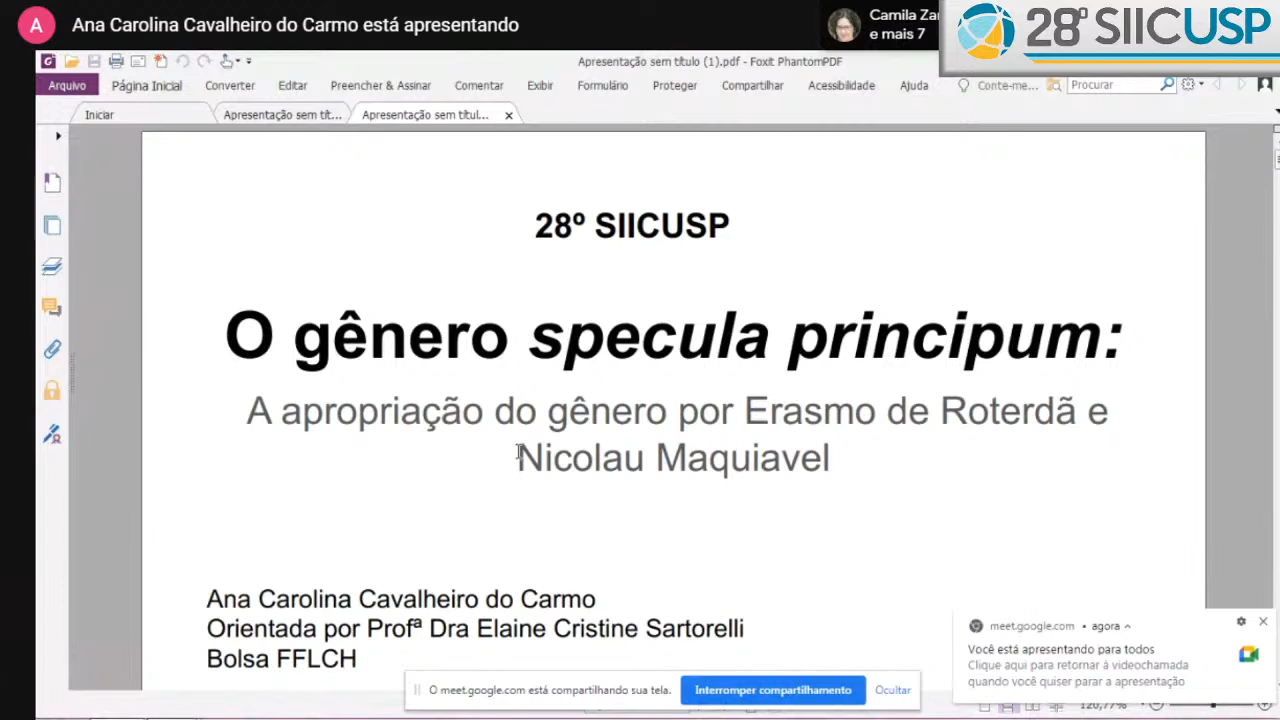 A
Ana Carolina Cavalheiro do Carmo está apresentando
Camila Za
e mais 7
28º SIICUSP
Apresentação sem título (1).pdf - Foxit PhantomPDF
Arquivo Página Inicial Converter Editar Preencher & Assinar Comentar Exibir Formulário Proteger Compartilhar Acessibilidade Ajuda Conte-me... Procurar
Iniciar Apresentação sem tít... Apresentação sem títul...
28º SIICUSP
O gênero specula principum:
A apropriação do gênero por Erasmo de Roterdã e
Nicolau Maquiavel
Ana Carolina Cavalheiro do Carmo
Orientada por Profª Dra Elaine Cristine Sartorelli
Bolsa FFLCH
meet.google.com • agora
Você está apresentando para todos
Clique aqui para retornar à videochamada
quando você quiser parar a apresentação
O meet.google.com está compartilhando sua tela. Interromper compartilhamento Ocultar
120,77%